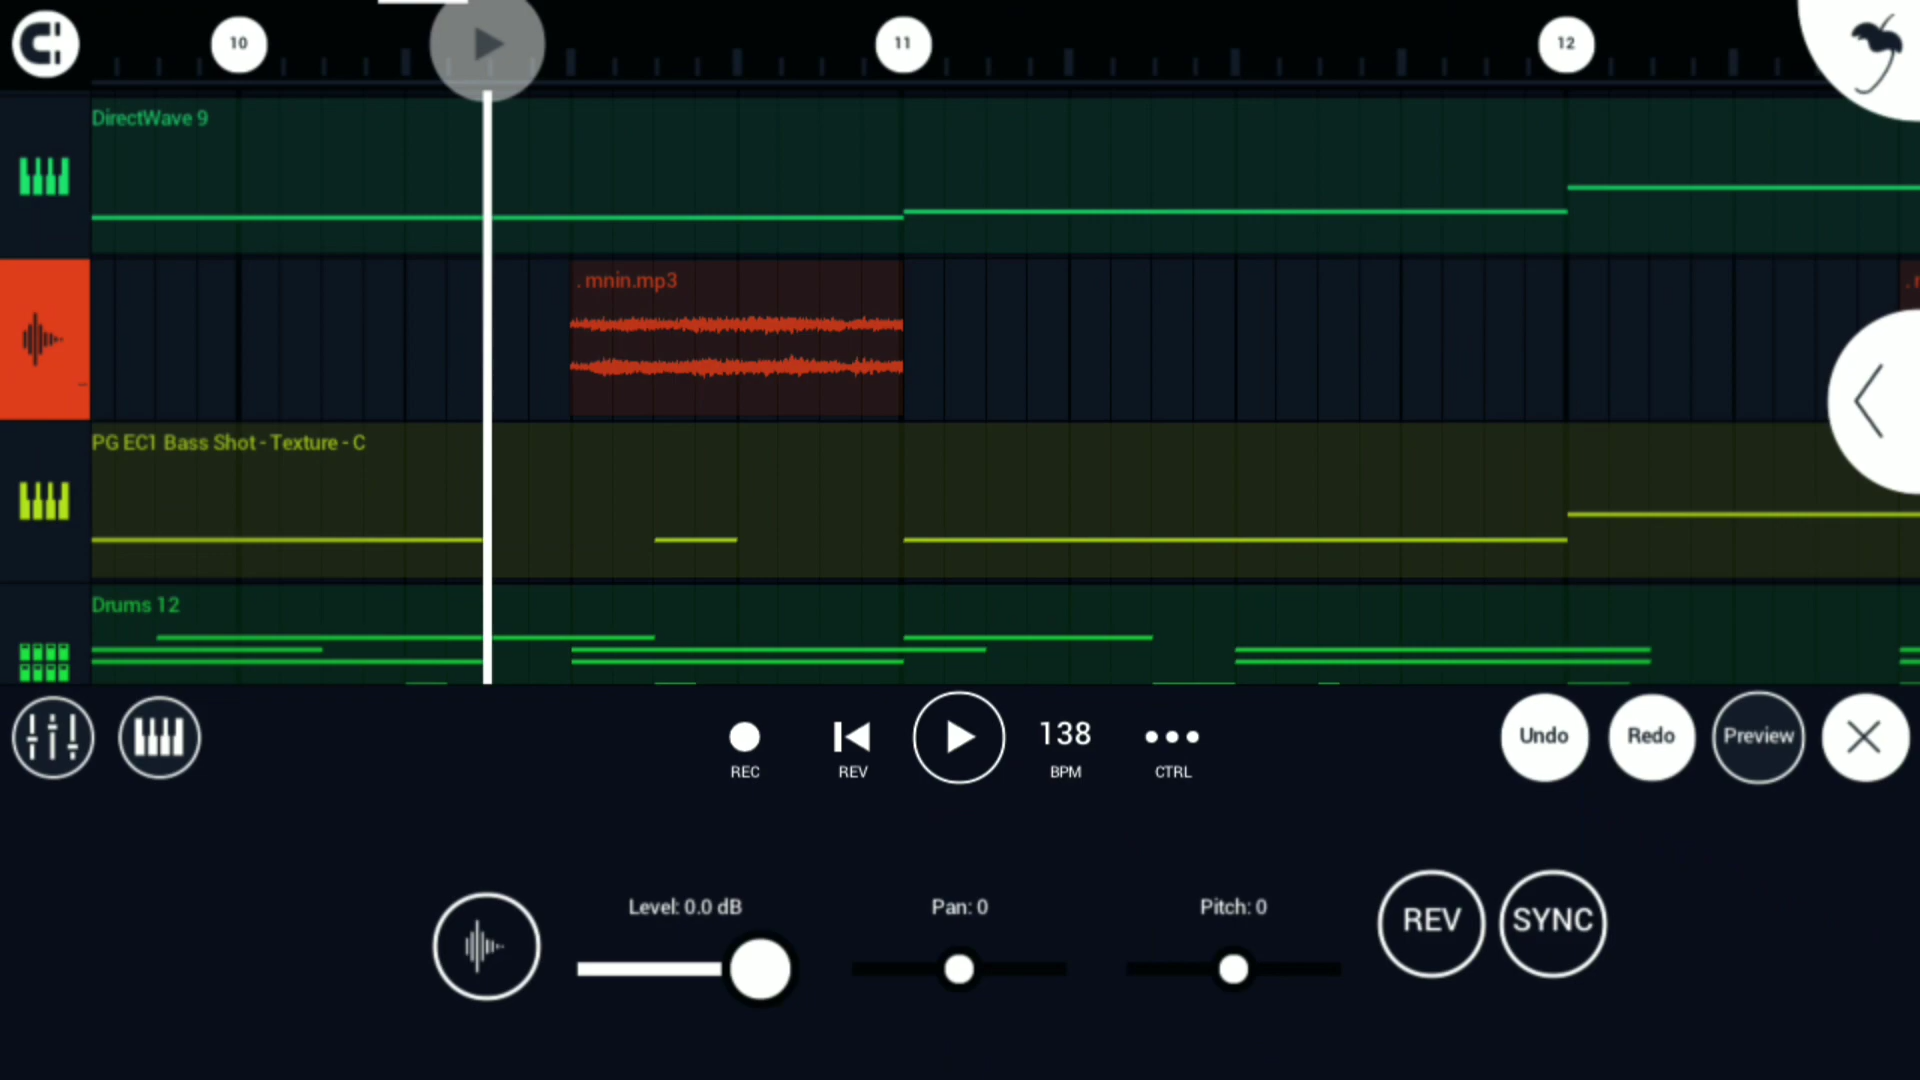 10
11
12
DirectWave 9
. mnin.mp3
PG EC1 Bass Shot - Texture - C
Drums 12
138
REC
REV
BPM
CTRL
Undo
Redo
Preview
Level: 0.0 dB
Pan: 0
Pitch: 0
REV
SYNC